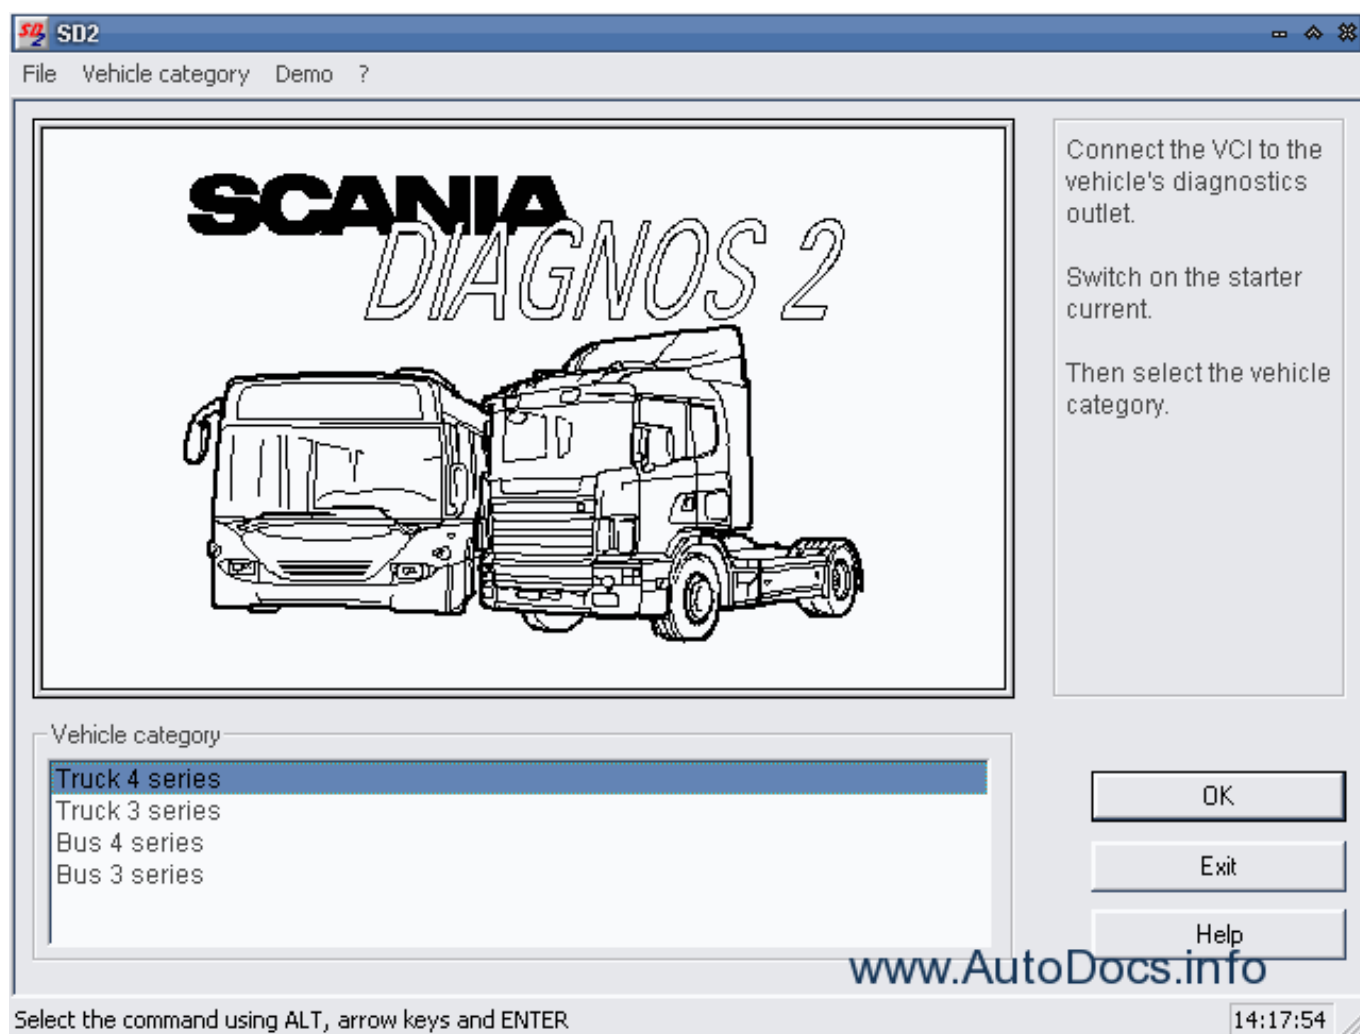 SD2
SD2
File Vehicle category Demo ?
SCANIA
DIAGNOS 2
Connect the VCI to the
vehicle's diagnostics
outlet.
Switch on the starter
current.
Then select the vehicle
category.
Vehicle category
Truck 4 series
Truck 3 series
Bus 4 series
Bus 3 series
OK
Exit
Help
www.AutoDocs.info
Select the command using ALT, arrow keys and ENTER
14:17:54